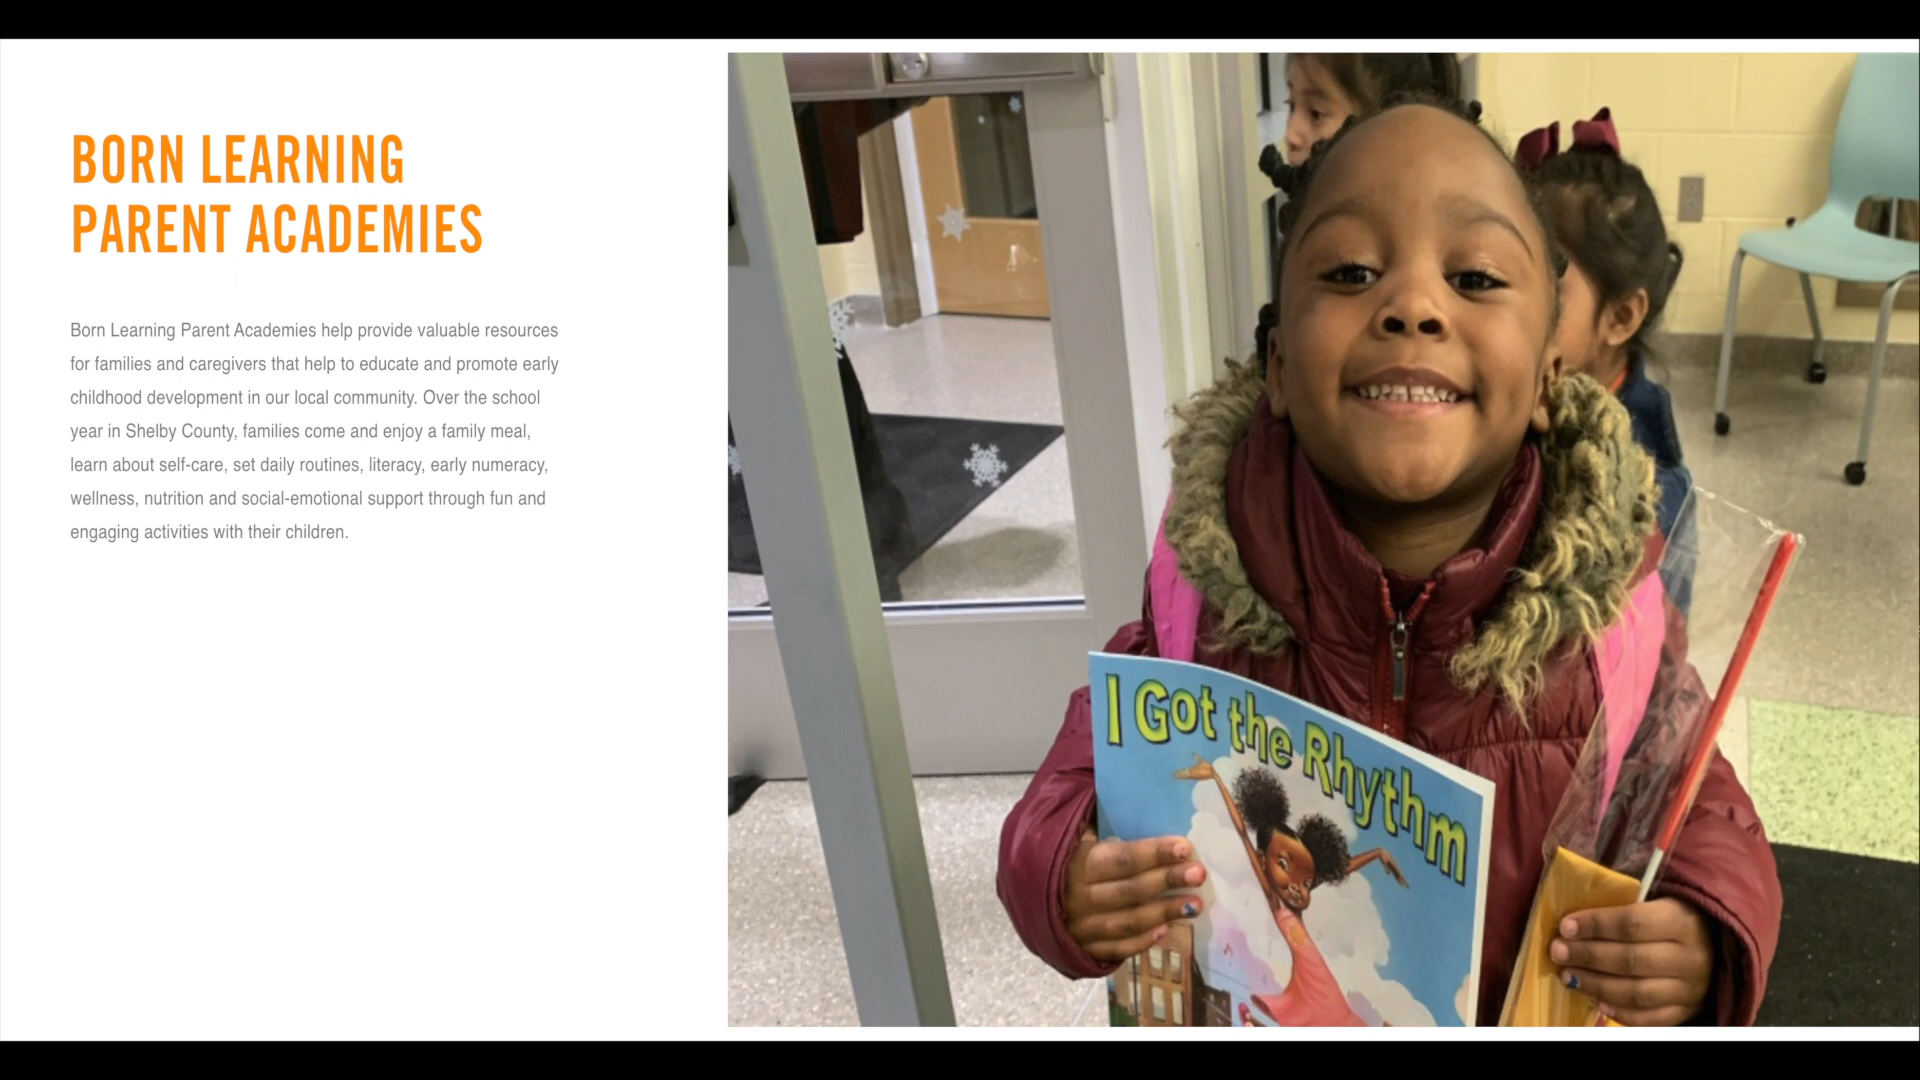 BORN LEARNING
PARENT ACADEMIES
Born Learning Parent Academies help provide valuable resources
for families and caregivers that help to educate and promote early
childhood development in our local community. Over the school
year in Shelby County, families come and enjoy a family meal,
learn about self-care, set daily routines, literacy, early numeracy,
wellness, nutrition and social-emotional support through fun and
engaging activities with their children.
I Got the Rhythm